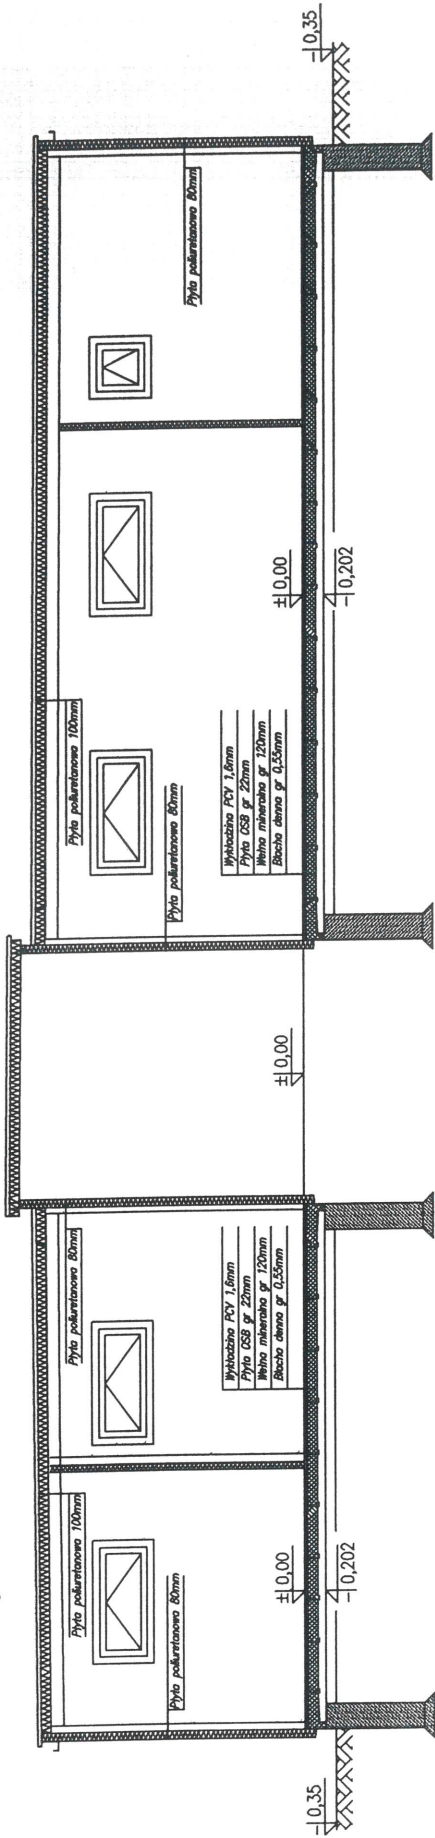 Płyta poliuretanowa 100mm
Płyta poliuretanowa 80mm
Płyta poliuretanowa 80mm
Wykładzina PCV 1,6mm
Płyta OSB gr 22mm
Wełna mineralna gr 120mm
Blacha denna gr 0,55mm
±0,00
-0,202
-0,35
±0,00
Płyta poliuretanowa 100mm
Płyta poliuretanowa 80mm
Wykładzina PCV 1,6mm
Płyta OSB gr 22mm
Wełna mineralna gr 120mm
Blacha denna gr 0,55mm
Płyta poliuretanowa 80mm
±0,00
-0,202
-0,35